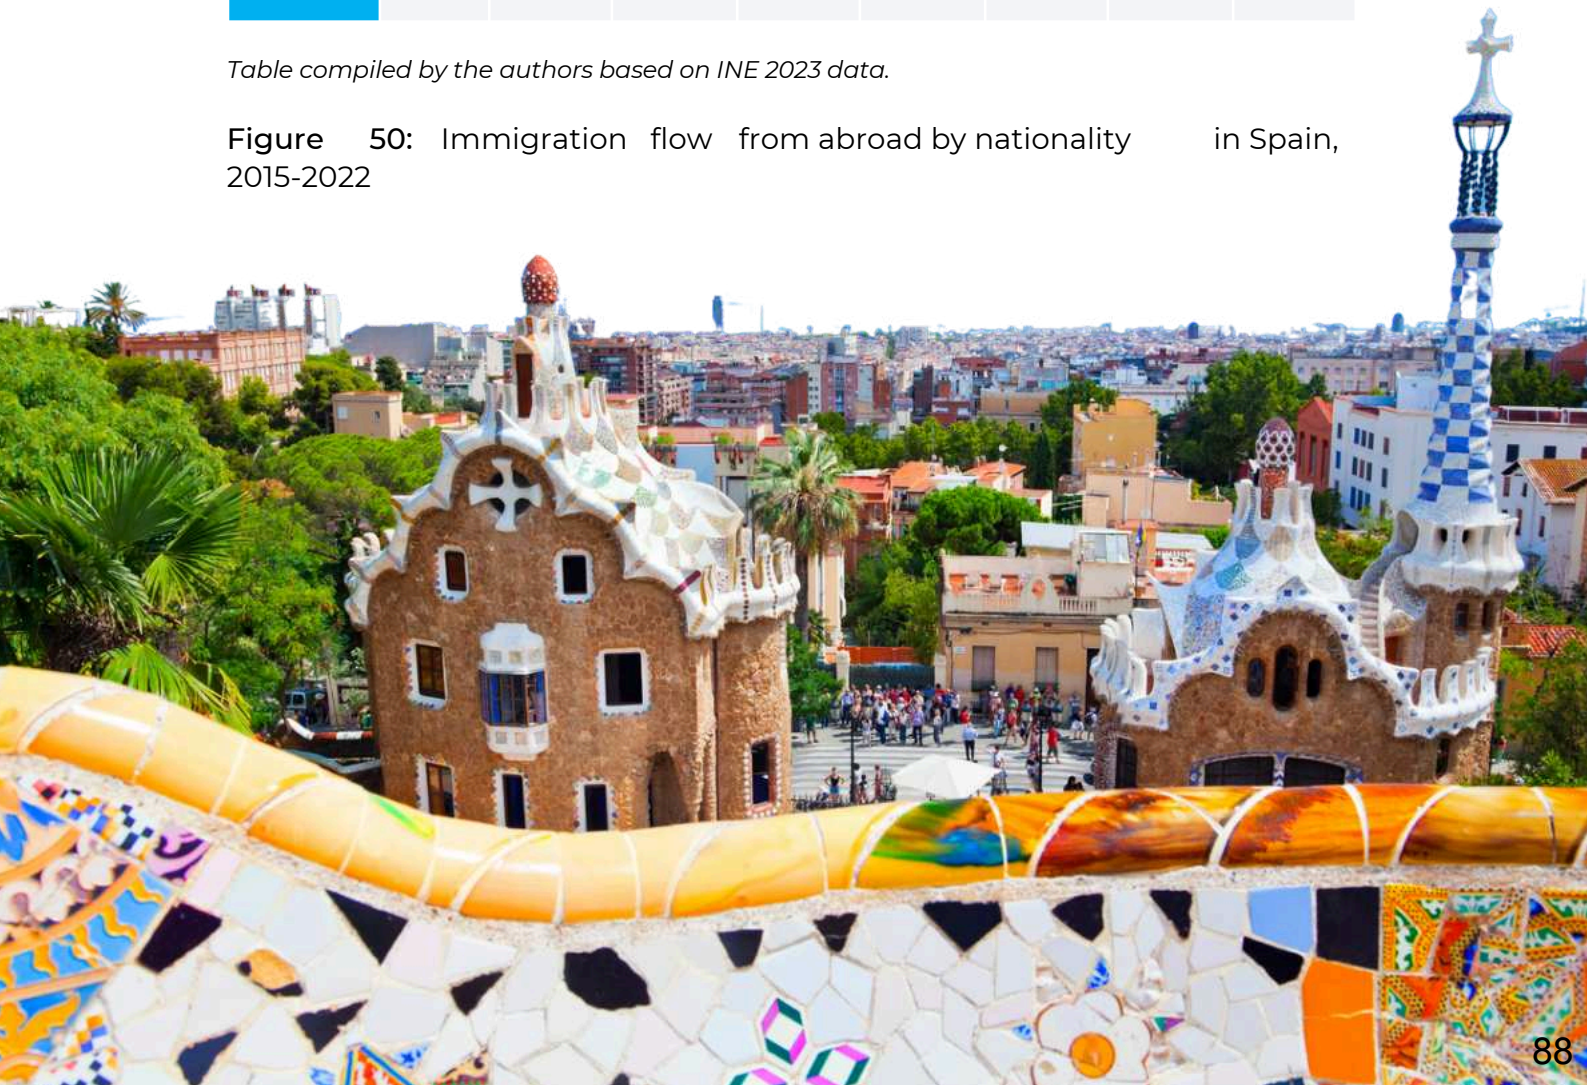 Table compiled by the authors based on INE 2023 data.
Figure 50: Immigration flow from abroad by nationality in Spain,
2015-2022
88